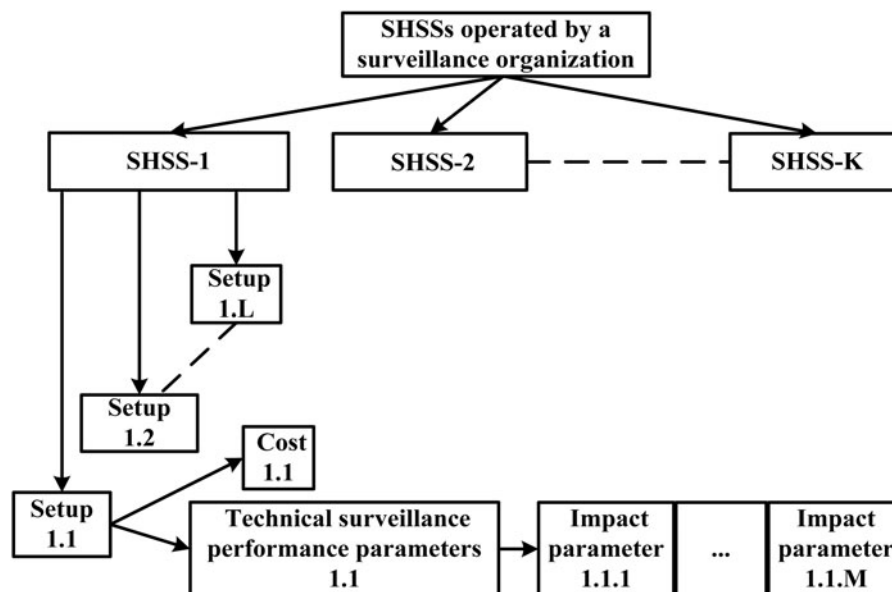 SHSSs operated by a
surveillance organization
SHSS-1
SHSS-2
SHSS-K
Setup
1.L
Setup
1.2
Cost
1.1
Setup
1.1
Technical surveillance
performance parameters
1.1
Impact
parameter
1.1.1
...
Impact
parameter
1.1.M